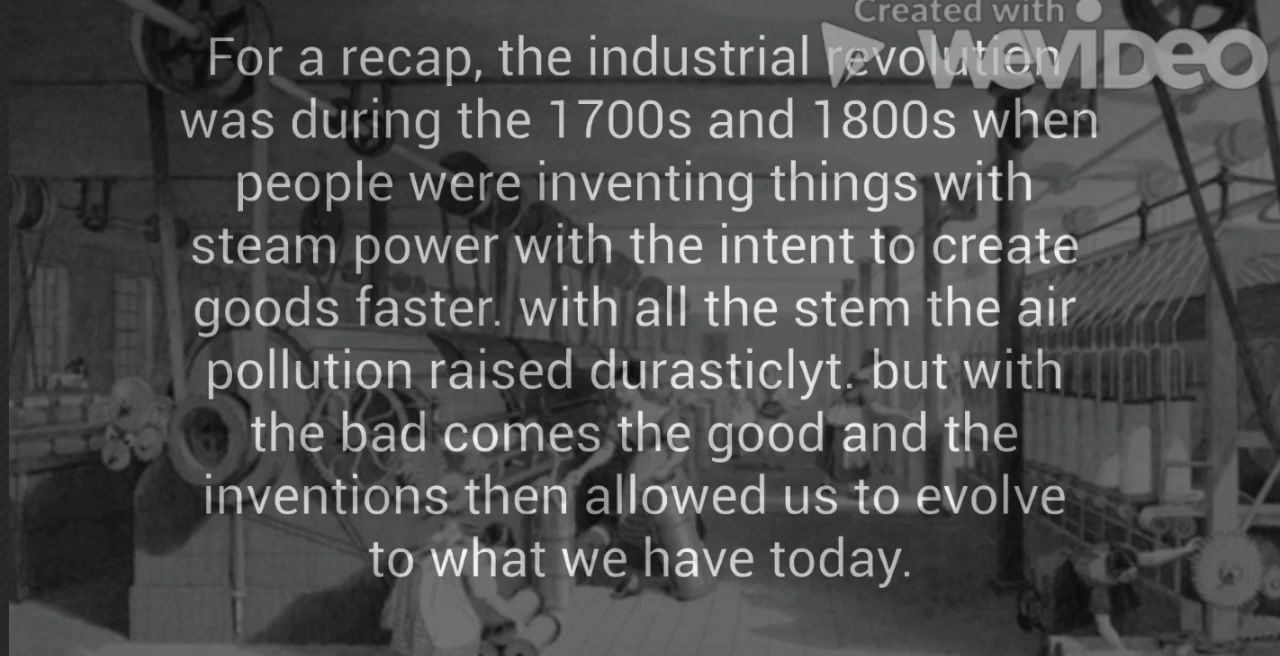 Created with
WeVideo
For a recap, the industrial revolution
was during the 1700s and 1800s when
people were inventing things with
steam power with the intent to create
goods faster. with all the stem the air
pollution raised durasticlyt. but with
the bad comes the good and the
inventions then allowed us to evolve
to what we have today.